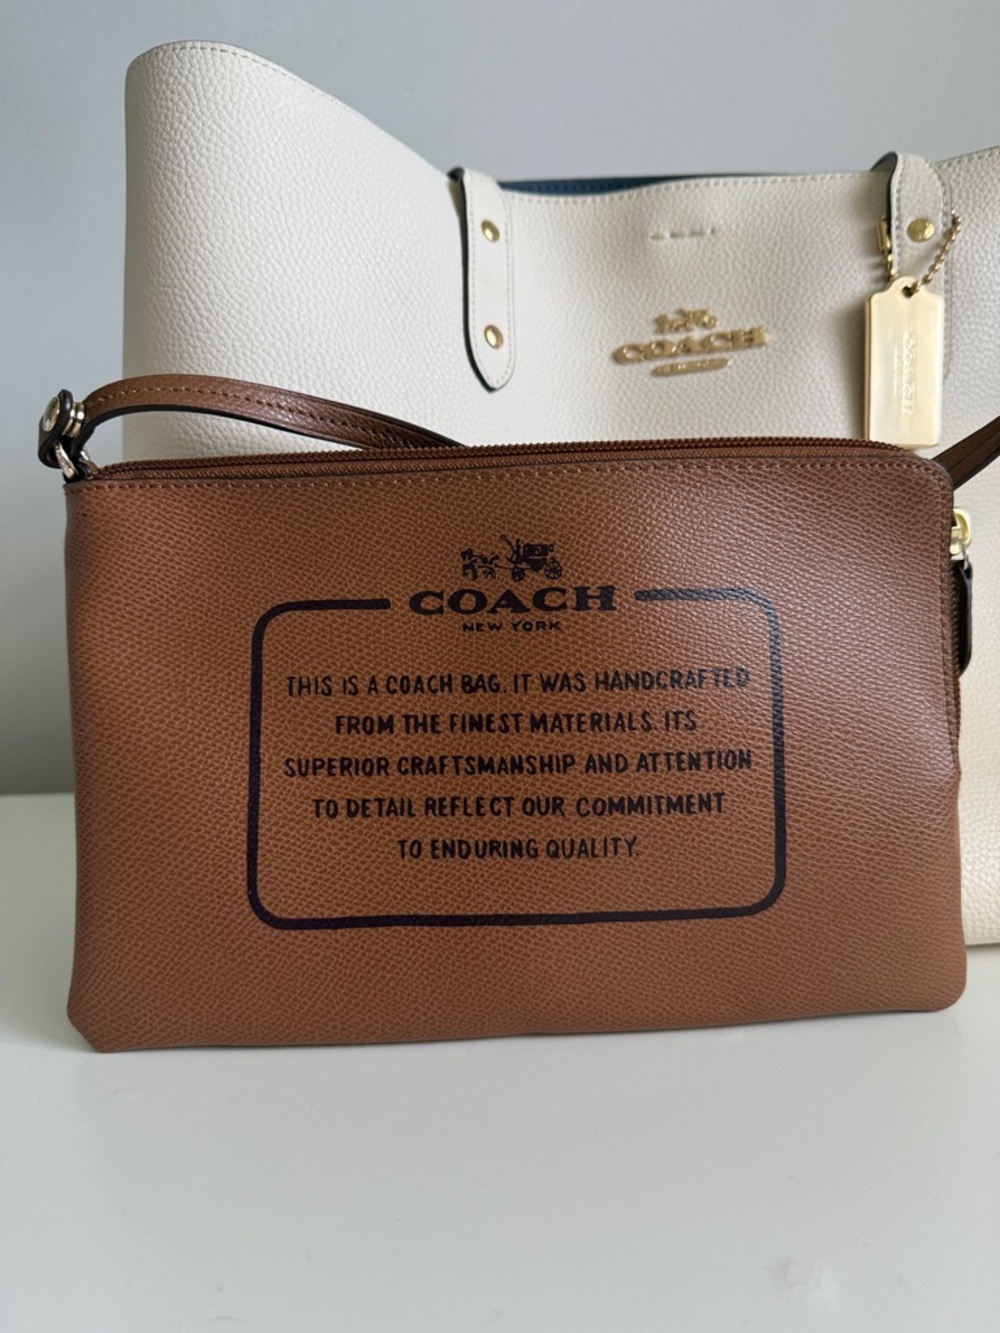 COACH
COACH
COACH
NEW YORK
THIS IS A COACH BAG. IT WAS HANDCRAFTED
FROM THE FINEST MATERIALS. ITS
SUPERIOR CRAFTSMANSHIP AND ATTENTION
TO DETAIL REFLECT OUR COMMITMENT
TO ENDURING QUALITY.